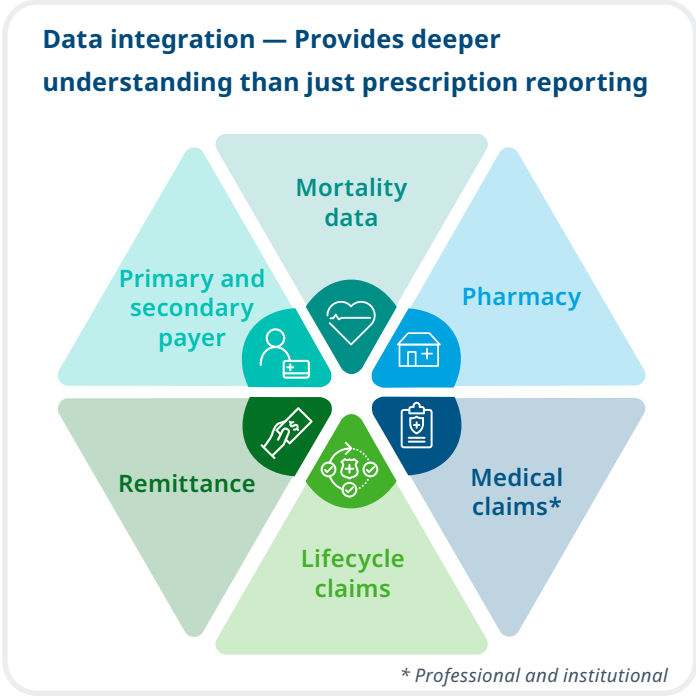 Data integration — Provides deeper
understanding than just prescription reporting
Mortality
data
Primary and
secondary
payer
Pharmacy
Remittance
Medical
claims*
Lifecycle
claims
* Professional and institutional